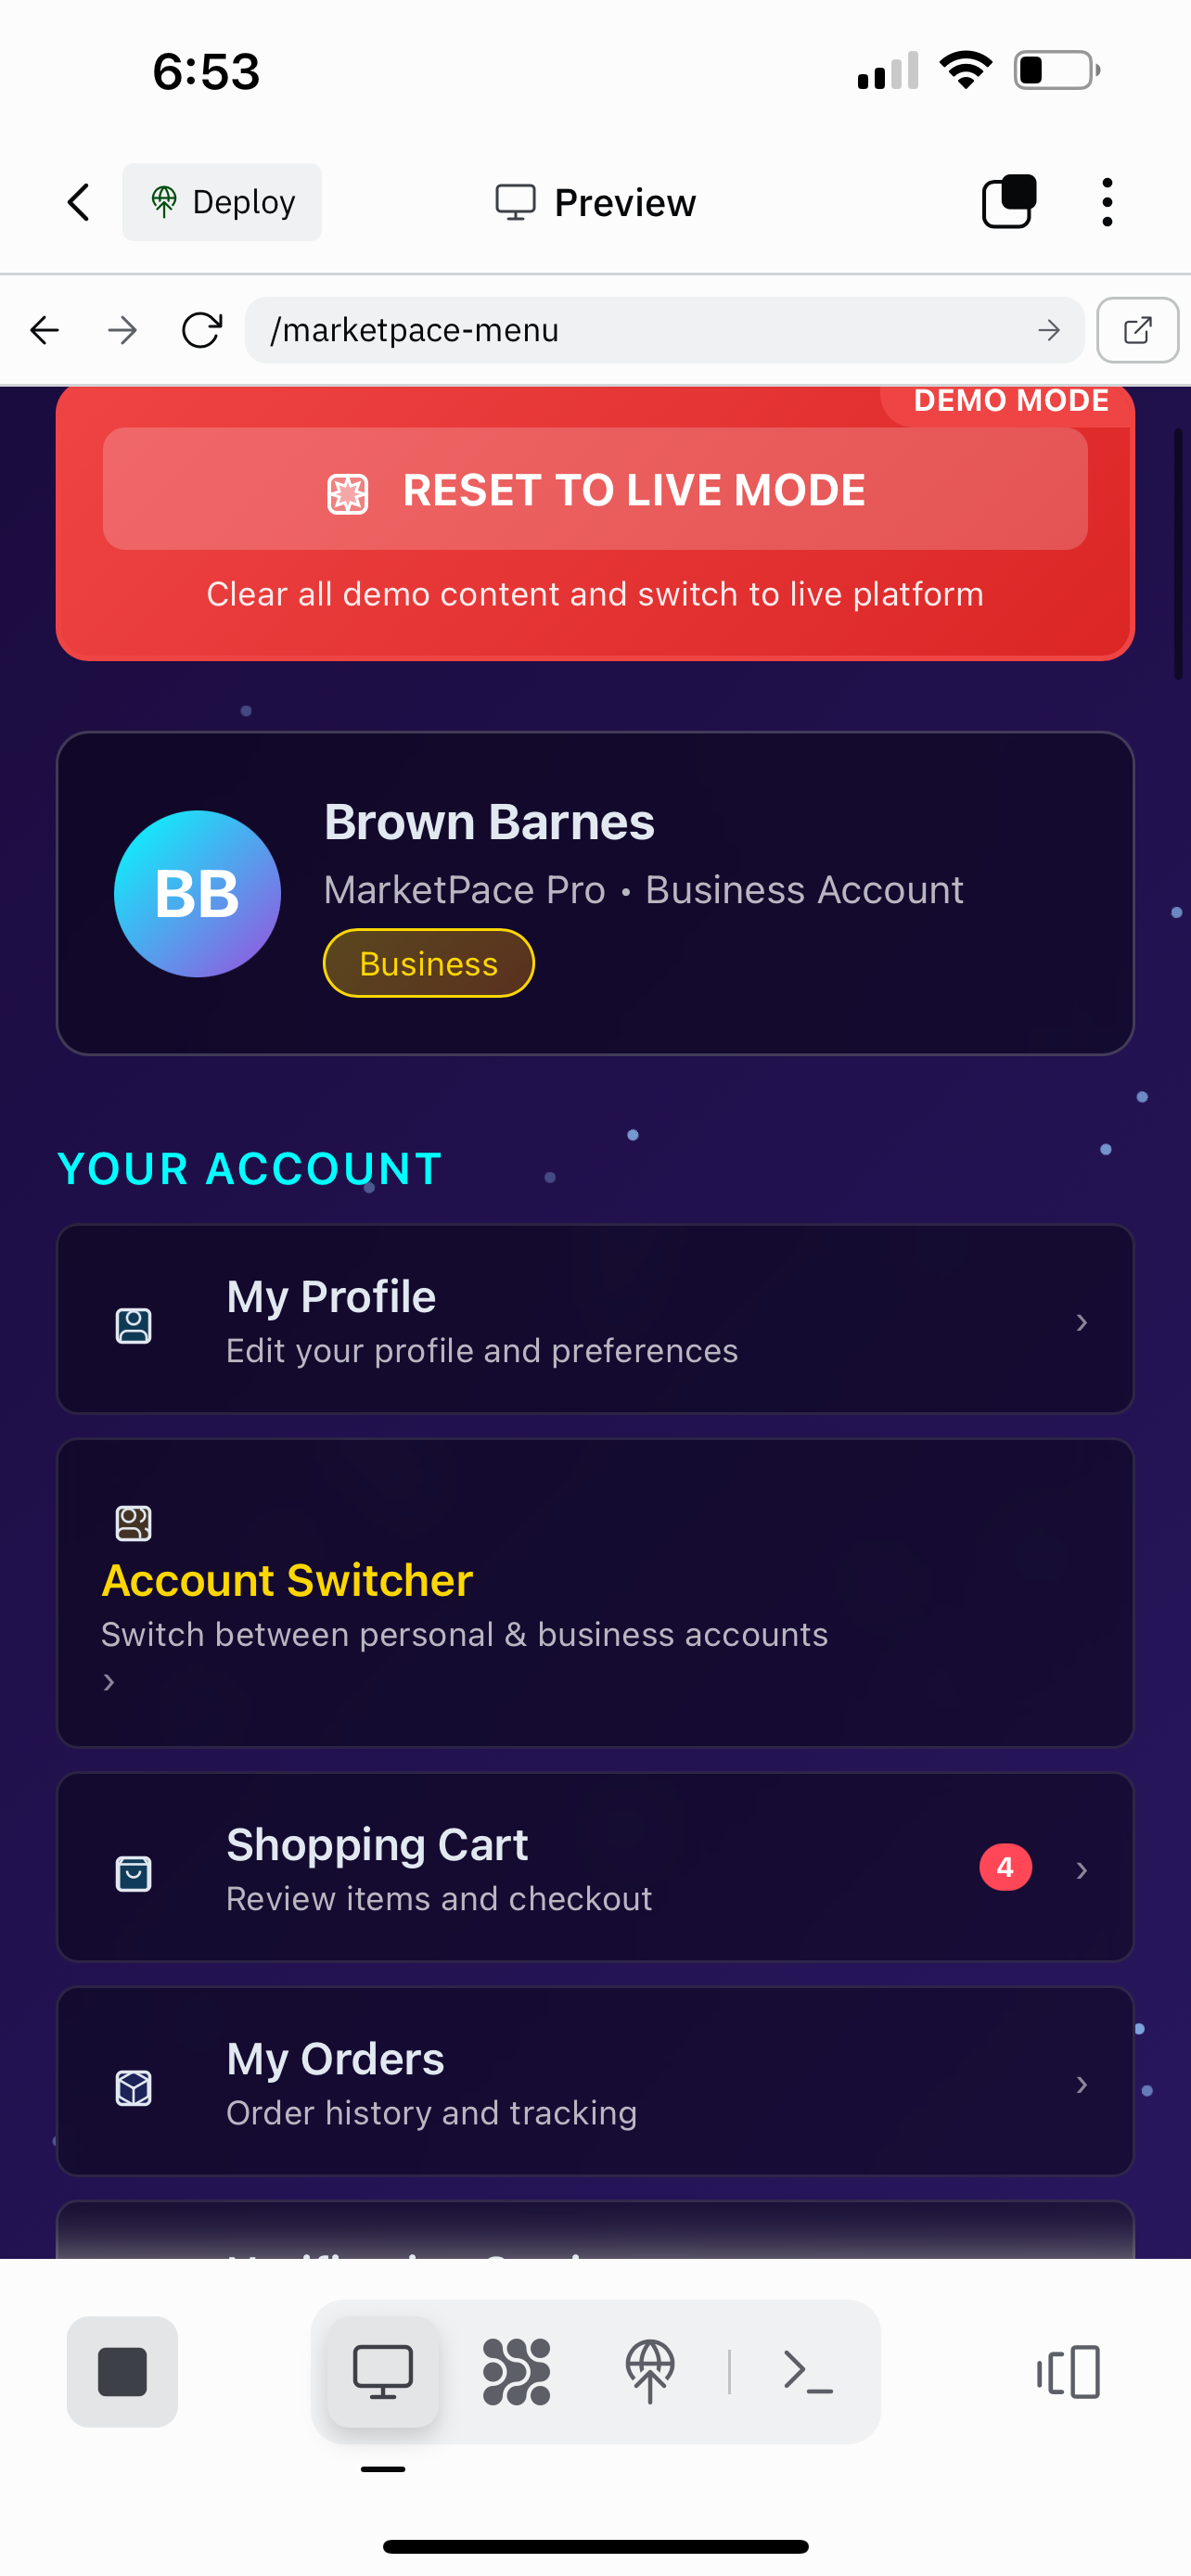 6:53
Deploy
Preview
/marketpace-menu
DEMO MODE
RESET TO LIVE MODE
Clear all demo content and switch to live platform
BB
Brown Barnes
MarketPace Pro • Business Account
Business
YOUR ACCOUNT
My Profile
Edit your profile and preferences
›
Account Switcher
Switch between personal & business accounts
›
Shopping Cart
Review items and checkout
4
›
My Orders
Order history and tracking
›